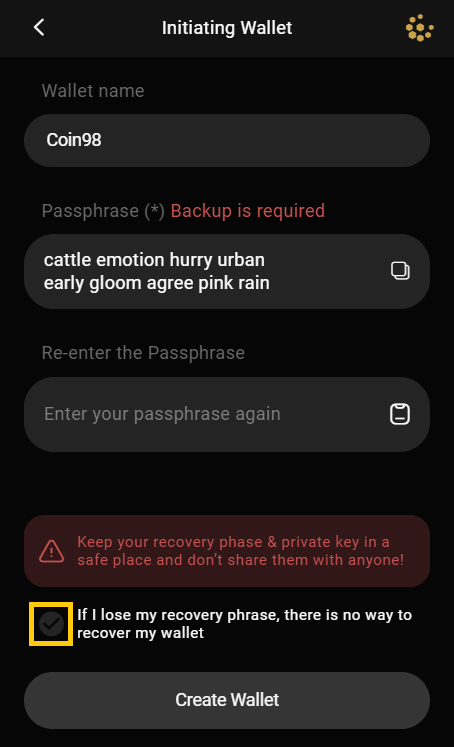 Initiating Wallet
Wallet name
Coin98
Passphrase (*) Backup is required
cattle emotion hurry urban
early gloom agree pink rain
Re-enter the Passphrase
Enter your passphrase again
Keep your recovery phase & private key in a
safe place and don't share them with anyone!
If I lose my recovery phrase, there is no way to
recover my wallet
Create Wallet